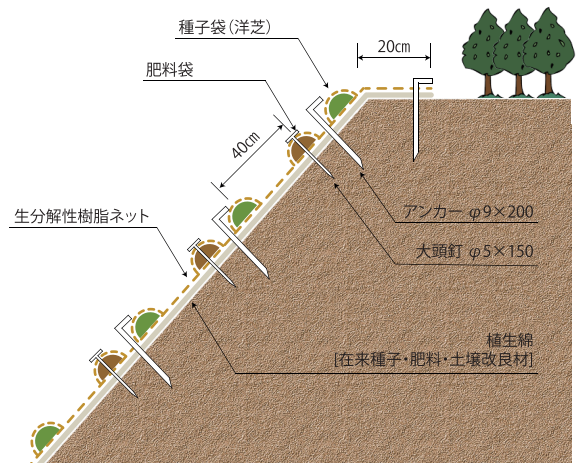 種子袋（洋芝）
20㎝
肥料袋
40㎝
生分解性樹脂ネット
アンカー φ9×200
大頭釘 φ5×150
植生綿
[在来種子・肥料・土壌改良材]